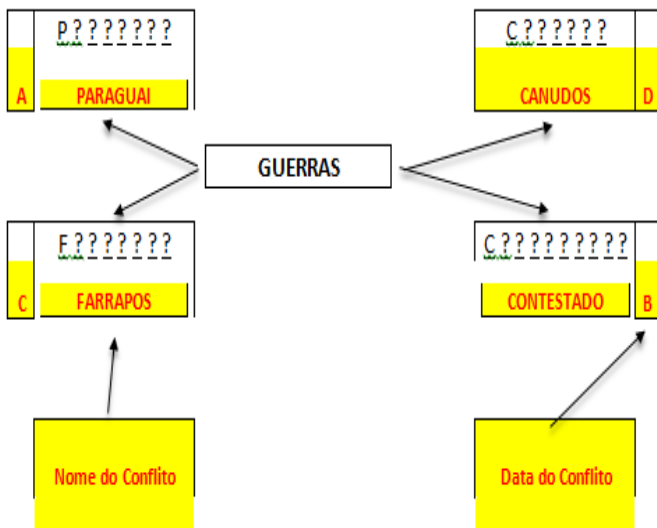 P ? ? ? ? ? ? ?
A
PARAGUAI
C ? ? ? ? ? ?
CANUDOS
D
GUERRAS
F ? ? ? ? ? ? ?
C
FARRAPOS
C ? ? ? ? ? ? ? ? ?
CONTESTADO
B
Nome do Conflito
Data do Conflito